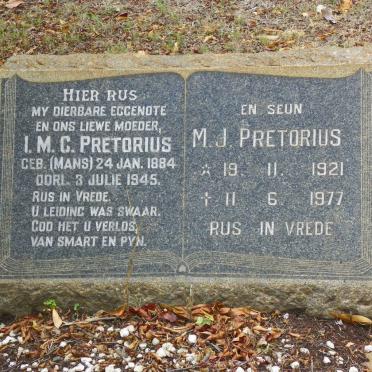 HIER RUS
MY DIERBARE EGGENOTE
EN ONS LIEWE MOEDER,
I. M. C. PRETORIUS
GEB. (MANS) 24 JAN. 1884
OORL. 3 JULIE 1945.
RUS IN VREDE.
U LEIDING WAS SWAAR.
GOD HET U VERLOS,
VAN SMART EN PYN.
EN SEUN
M. J. PRETORIUS
☆ 19. 11. 1921
† 11. 6. 1977
RUS IN VREDE